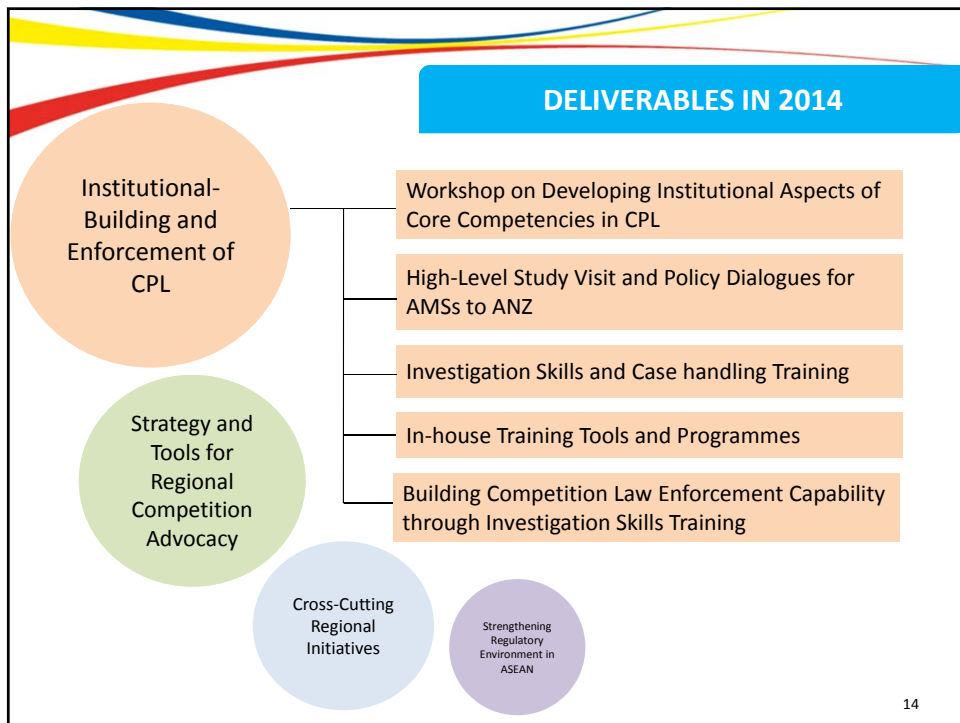 DELIVERABLES IN 2014
Institutional-
Building and
Enforcement of
CPL
Workshop on Developing Institutional Aspects of
Core Competencies in CPL
High-Level Study Visit and Policy Dialogues for
AMSs to ANZ
Investigation Skills and Case handling Training
In-house Training Tools and Programmes
Building Competition Law Enforcement Capability
through Investigation Skills Training
Strategy and
Tools for
Regional
Competition
Advocacy
Cross-Cutting
Regional
Initiatives
Strengthening
Regulatory
Environment in
ASEAN
14